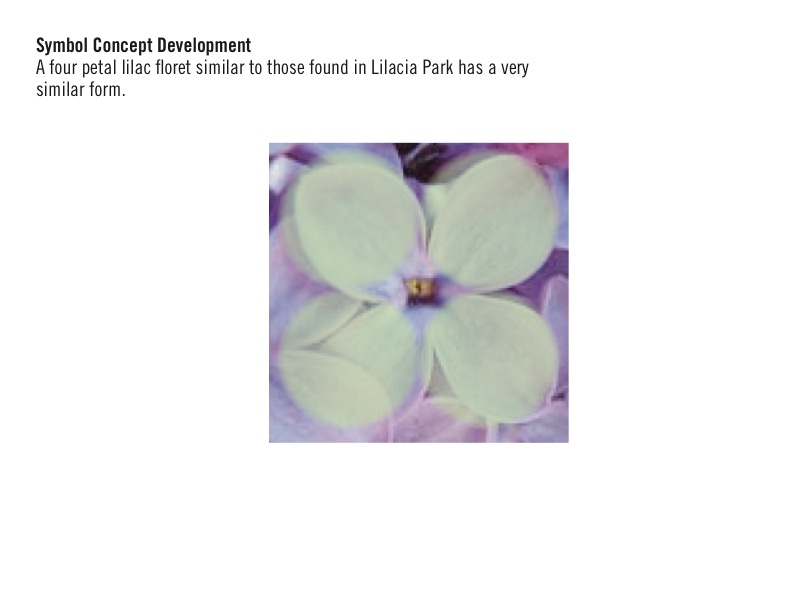 Symbol Concept Development
A four petal lilac floret similar to those found in Lilacia Park has a very
similar form.